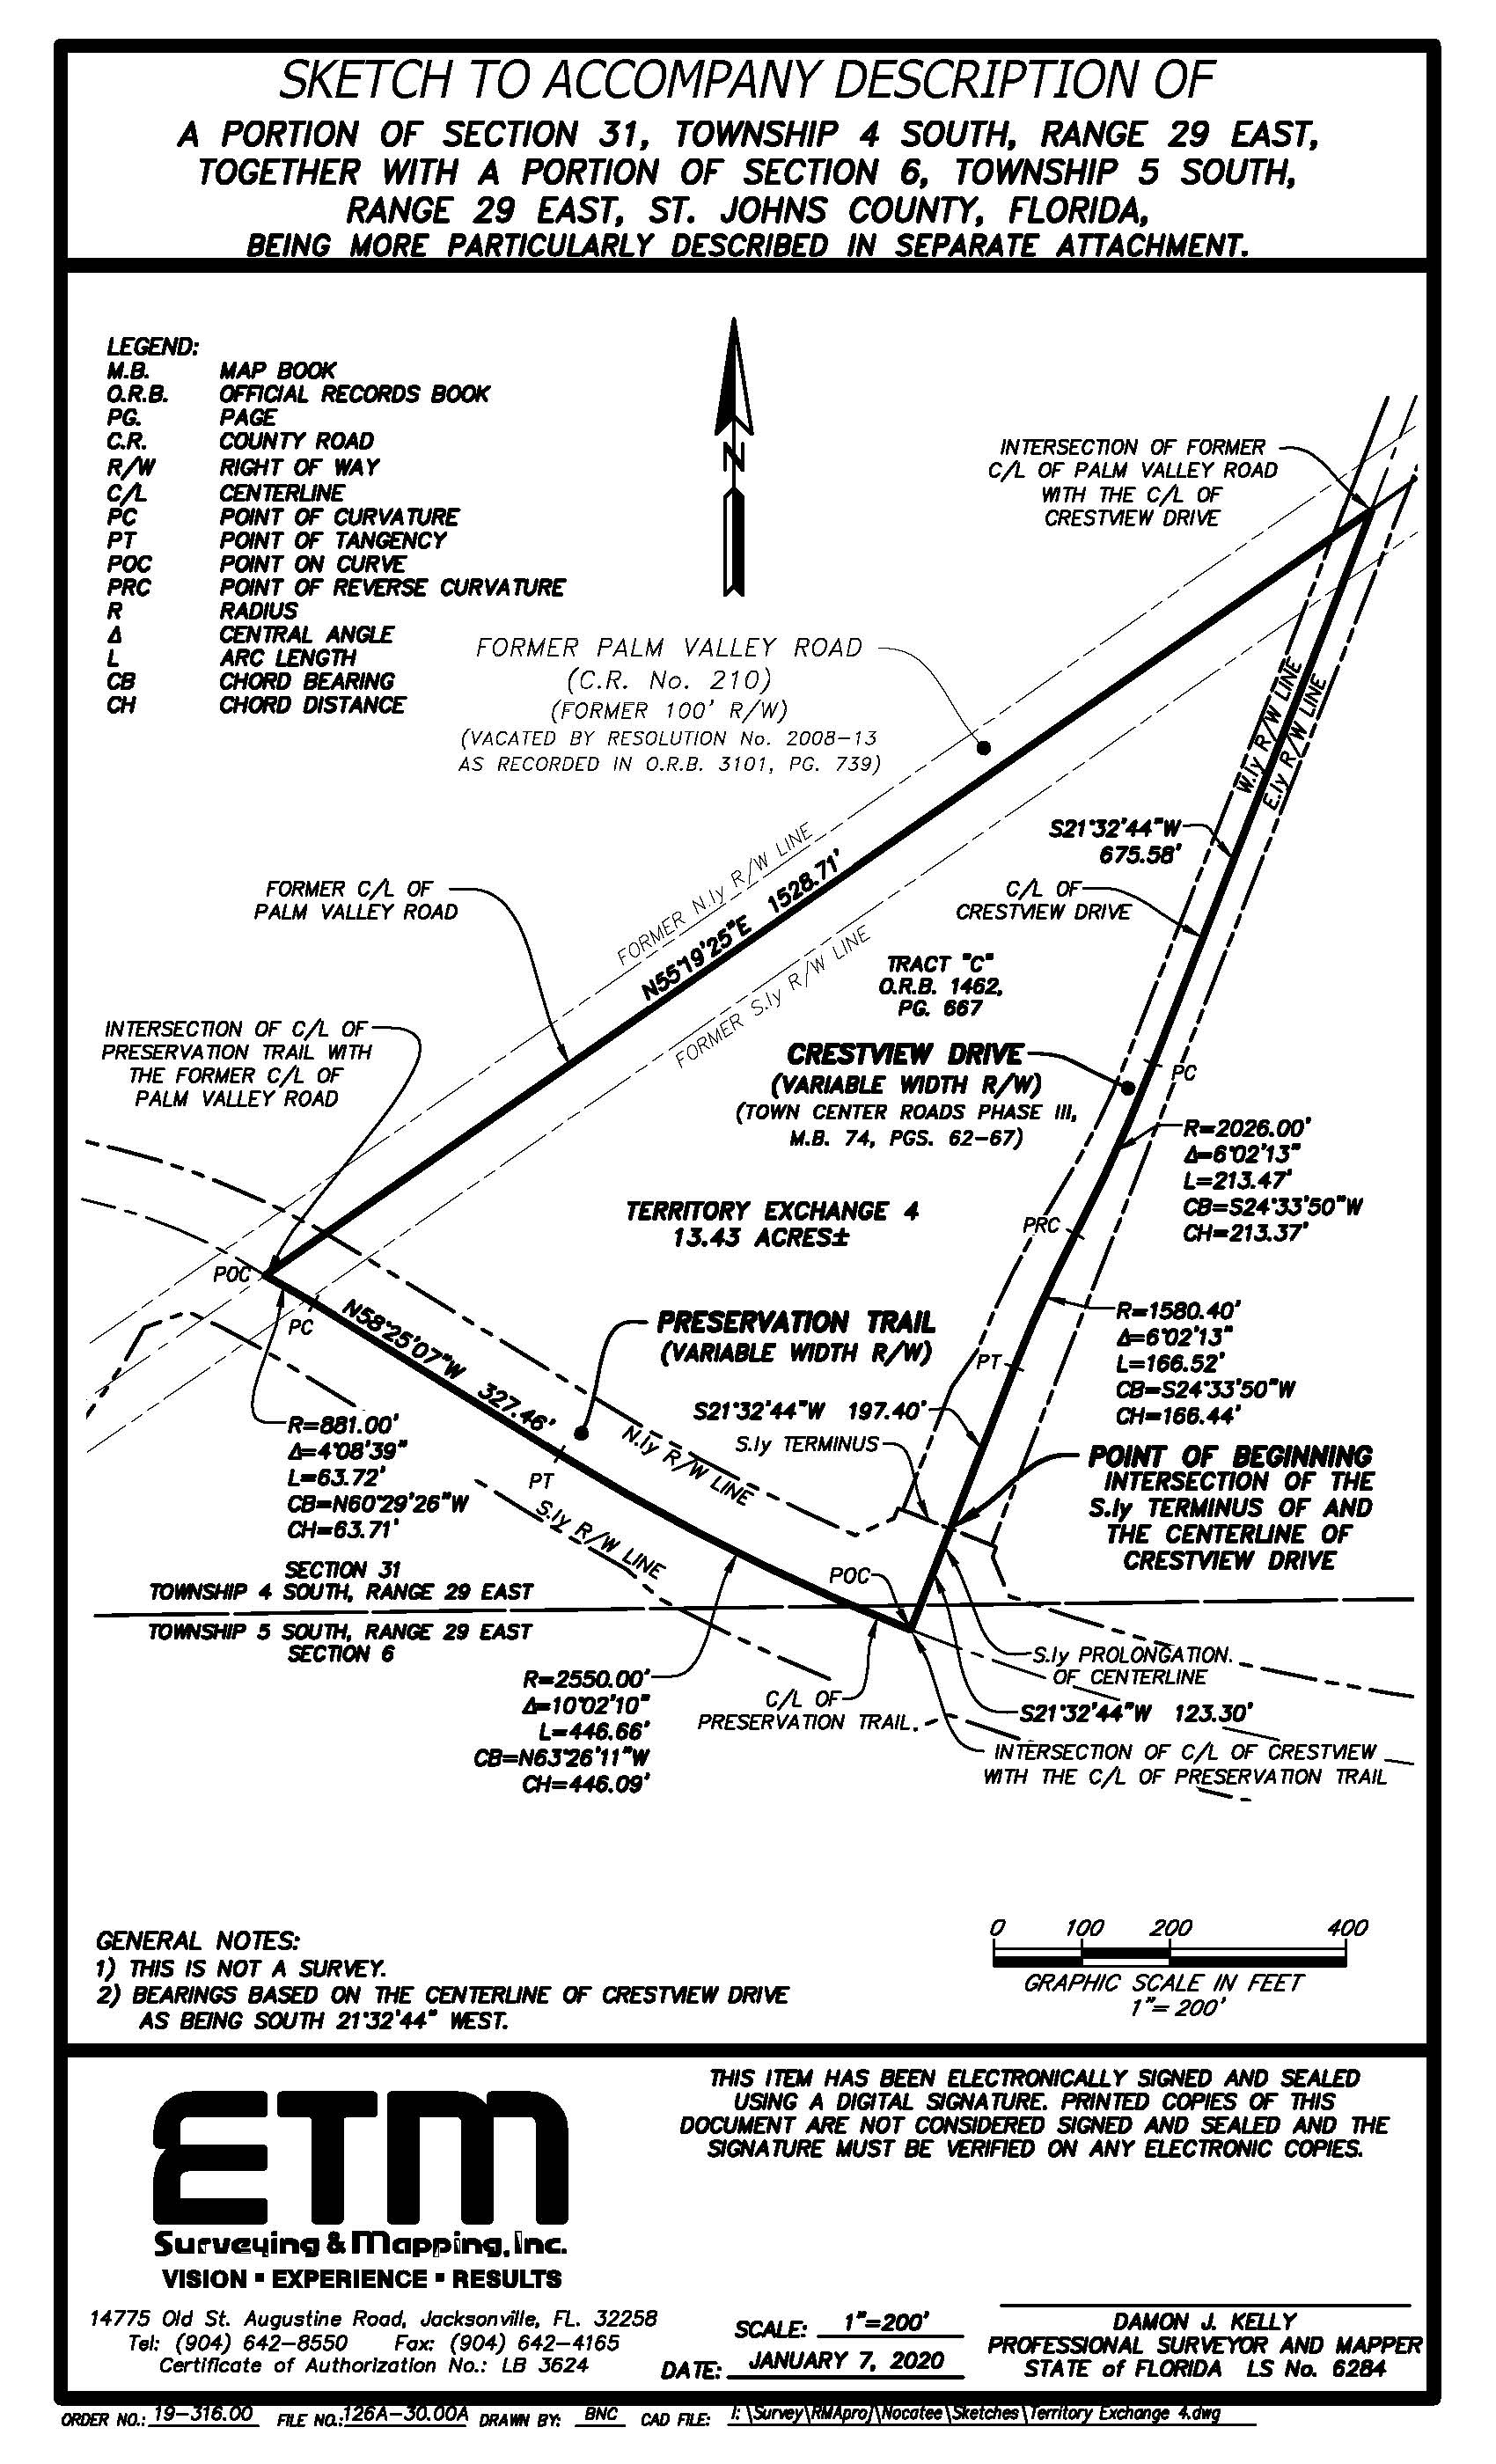 SKETCH TO ACCOMPANY DESCRIPTION OF
A PORTION OF SECTION 31, TOWNSHIP 4 SOUTH, RANGE 29 EAST,
TOGETHER WITH A PORTION OF SECTION 6, TOWNSHIP 5 SOUTH,
RANGE 29 EAST, ST. JOHNS COUNTY, FLORIDA,
BEING MORE PARTICULARLY DESCRIBED IN SEPARATE ATTACHMENT.
LEGEND:
M.B. MAP BOOK
O.R.B. OFFICIAL RECORDS BOOK
PG. PAGE
C.R. COUNTY ROAD
R/W RIGHT OF WAY
C/L CENTERLINE
PC POINT OF CURVATURE
PT POINT OF TANGENCY
POC POINT ON CURVE
PRC POINT OF REVERSE CURVATURE
R RADIUS
Δ CENTRAL ANGLE
L ARC LENGTH
CB CHORD BEARING
CH CHORD DISTANCE
N
INTERSECTION OF FORMER
C/L OF PALM VALLEY ROAD
WITH THE C/L OF
CRESTVIEW DRIVE
FORMER PALM VALLEY ROAD
(C.R. No. 210)
(FORMER 100' R/W)
(VACATED BY RESOLUTION No. 2008-13
AS RECORDED IN O.R.B. 3101, PG. 739)
W.ly R/W LINE
E.ly R/W LINE
S21°32'44"W
675.58'
FORMER C/L OF
PALM VALLEY ROAD
FORMER N.ly R/W LINE
N55°19'25"E 1528.71'
FORMER S.ly R/W LINE
C/L OF
CRESTVIEW DRIVE
TRACT "C"
O.R.B. 1462,
PG. 667
INTERSECTION OF C/L OF
PRESERVATION TRAIL WITH
THE FORMER C/L OF
PALM VALLEY ROAD
CRESTVIEW DRIVE
(VARIABLE WIDTH R/W)
(TOWN CENTER ROADS PHASE III,
M.B. 74, PGS. 62-67)
PC
R=2026.00'
Δ=6°02'13"
L=213.47'
CB=S24°33'50"W
CH=213.37'
TERRITORY EXCHANGE 4
13.43 ACRES±
PRC
POC
PC
N58°25'07"W 327.46'
PRESERVATION TRAIL
(VARIABLE WIDTH R/W)
R=1580.40'
Δ=6°02'13"
L=166.52'
CB=S24°33'50"W
CH=166.44'
PT
R=881.00'
Δ=4°08'39"
L=63.72'
CB=N60°29'26"W
CH=63.71'
S21°32'44"W 197.40'
S.ly TERMINUS
N.ly R/W LINE
PT
S.ly R/W LINE
POINT OF BEGINNING
INTERSECTION OF THE
S.ly TERMINUS OF AND
THE CENTERLINE OF
CRESTVIEW DRIVE
SECTION 31
TOWNSHIP 4 SOUTH, RANGE 29 EAST
TOWNSHIP 5 SOUTH, RANGE 29 EAST
SECTION 6
POC
S.ly PROLONGATION
OF CENTERLINE
R=2550.00'
Δ=10°02'10"
L=446.66'
CB=N63°26'11"W
CH=446.09'
C/L OF
PRESERVATION TRAIL
S21°32'44"W 123.30'
INTERSECTION OF C/L OF CRESTVIEW
WITH THE C/L OF PRESERVATION TRAIL
GENERAL NOTES:
1) THIS IS NOT A SURVEY.
2) BEARINGS BASED ON THE CENTERLINE OF CRESTVIEW DRIVE
AS BEING SOUTH 21°32'44" WEST.
0 100 200 400
GRAPHIC SCALE IN FEET
1"= 200'
ETM
Surveying & Mapping, Inc.
VISION ▪ EXPERIENCE ▪ RESULTS
14775 Old St. Augustine Road, Jacksonville, FL. 32258
Tel: (904) 642-8550 Fax: (904) 642-4165
Certificate of Authorization No.: LB 3624
THIS ITEM HAS BEEN ELECTRONICALLY SIGNED AND SEALED
USING A DIGITAL SIGNATURE. PRINTED COPIES OF THIS
DOCUMENT ARE NOT CONSIDERED SIGNED AND SEALED AND THE
SIGNATURE MUST BE VERIFIED ON ANY ELECTRONIC COPIES.
SCALE: 1"=200'
DATE: JANUARY 7, 2020
DAMON J. KELLY
PROFESSIONAL SURVEYOR AND MAPPER
STATE of FLORIDA LS No. 6284
ORDER NO.: 19-316.00 FILE NO.: 126A-30.00A DRAWN BY: BNC CAD FILE: I:\Survey\RMAproj\Nocatee\Sketches\Territory Exchange 4.dwg